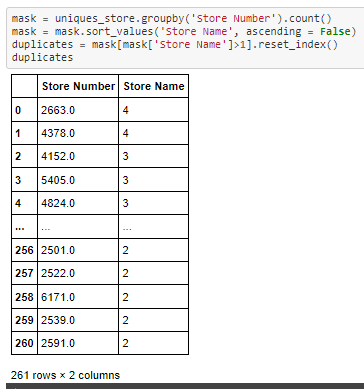 mask = uniques_store.groupby('Store Number').count()
mask = mask.sort_values('Store Name', ascending = False)
duplicates = mask[mask['Store Name']>1].reset_index()
duplicates
Store Number Store Name
0 2663.0 4
1 4378.0 4
2 4152.0 3
3 5405.0 3
4 4824.0 3
... ... ...
256 2501.0 2
257 2522.0 2
258 6171.0 2
259 2539.0 2
260 2591.0 2
261 rows × 2 columns